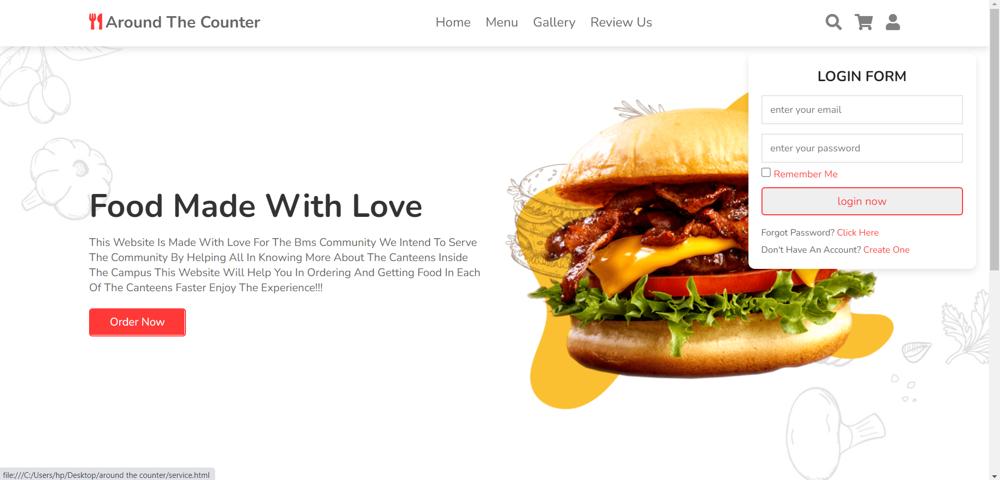 Around The Counter
Home Menu Gallery Review Us
LOGIN FORM
enter your email
enter your password
Remember Me
login now
Forgot Password? Click Here
Don't Have An Account? Create One
Food Made With Love
This Website Is Made With Love For The Bms Community We Intend To Serve
The Community By Helping All In Knowing More About The Canteens Inside
The Campus This Website Will Help You In Ordering And Getting Food In Each
Of The Canteens Faster Enjoy The Experience!!!
Order Now
file:///C:/Users/hp/Desktop/around the counter/service.html